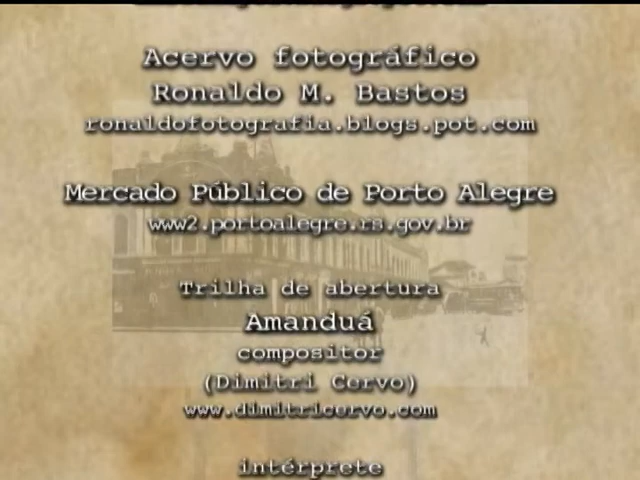 Acervo fotográfico
Ronaldo M. Bastos
ronaldofotografia.blogs.pot.com
Mercado Público de Porto Alegre
www2.portoalegre.rs.gov.br
Trilha de abertura
Amanduá
compositor
(Dimitri Cervo)
www.dimitricervo.com
intérprete